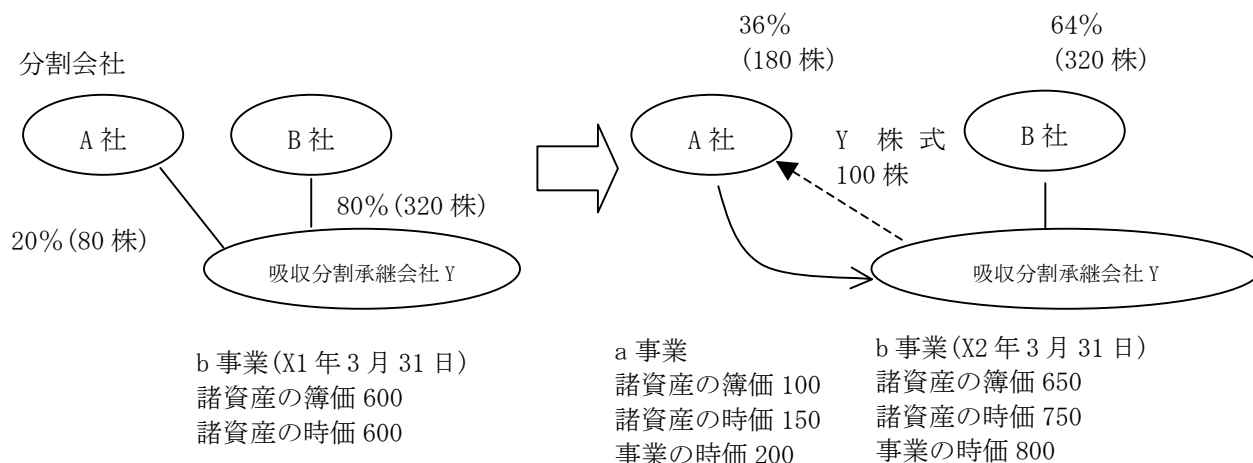 分割会社
A 社
B 社
20％(80 株)
80％(320 株)
吸収分割承継会社 Y
b 事業(X1 年 3 月 31 日)
諸資産の簿価 600
諸資産の時価 600
36％
(180 株)
64％
(320 株)
A 社
Y 株 式
100 株
B 社
吸収分割承継会社 Y
a 事業
諸資産の簿価 100
諸資産の時価 150
事業の時価 200
b 事業(X2 年 3 月 31 日)
諸資産の簿価 650
諸資産の時価 750
事業の時価 800